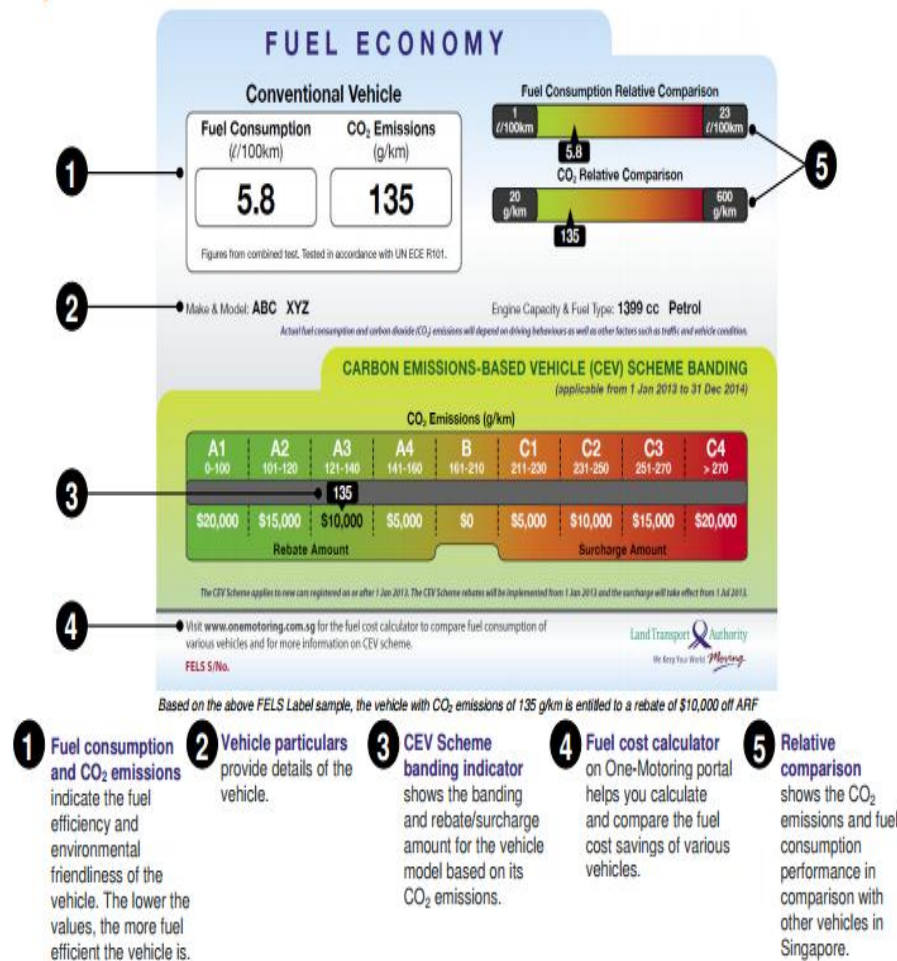 FUEL ECONOMY
Conventional Vehicle
Fuel Consumption
(ℓ/100km)
5.8
CO₂ Emissions
(g/km)
135
Figures from combined test. Tested in accordance with UN ECE R101.
Fuel Consumption Relative Comparison
1
ℓ/100km
23
ℓ/100km
5.8
CO₂ Relative Comparison
20
g/km
600
g/km
135
1
5
2
Make & Model: ABC XYZ
Engine Capacity & Fuel Type: 1399 cc Petrol
Actual fuel consumption and carbon dioxide (CO₂) emissions will depend on driving behaviours as well as other factors such as traffic and vehicle condition.
CARBON EMISSIONS-BASED VEHICLE (CEV) SCHEME BANDING
(applicable from 1 Jan 2013 to 31 Dec 2014)
CO₂ Emissions (g/km)
A1 A2 A3 A4 B C1 C2 C3 C4
0-100 101-120 121-140 141-160 161-210 211-230 231-250 251-270 > 270
3
135
$20,000 $15,000 $10,000 $5,000 $0 $5,000 $10,000 $15,000 $20,000
Rebate Amount Surcharge Amount
The CEV Scheme applies to new cars registered on or after 1 Jan 2013. The CEV Scheme rebates will be implemented from 1 Jan 2013 and the surcharge will take effect from 1 Jul 2013.
4
Visit www.onemotoring.com.sg for the fuel cost calculator to compare fuel consumption of
various vehicles and for more information on CEV scheme.
FELS S/No.
Land Transport Authority
We Keep Your World Moving
Based on the above FELS Label sample, the vehicle with CO₂ emissions of 135 g/km is entitled to a rebate of $10,000 off ARF
1
Fuel consumption
and CO₂ emissions
indicate the fuel
efficiency and
environmental
friendliness of the
vehicle. The lower the
values, the more fuel
efficient the vehicle is.
2
Vehicle particulars
provide details of the
vehicle.
3
CEV Scheme
banding indicator
shows the banding
and rebate/surcharge
amount for the vehicle
model based on its
CO₂ emissions.
4
Fuel cost calculator
on One•Motoring portal
helps you calculate
and compare the fuel
cost savings of various
vehicles.
5
Relative
comparison
shows the CO₂
emissions and fuel
consumption
performance in
comparison with
other vehicles in
Singapore.